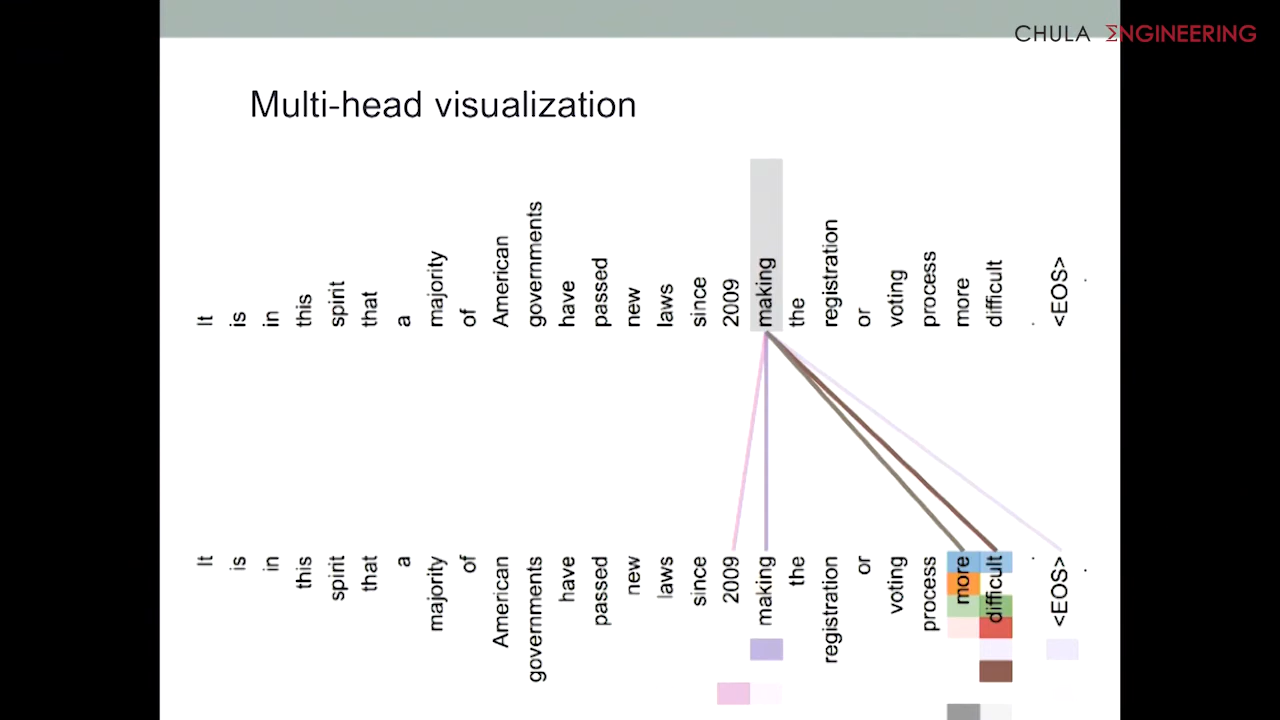 CHULA ΣNGINEERING
Multi-head visualization
It is in this spirit that a majority of American governments have passed new laws since 2009 making the registration or voting process more difficult . <EOS> .
It is in this spirit that a majority of American governments have passed new laws since 2009 making the registration or voting process more difficult . <EOS> .